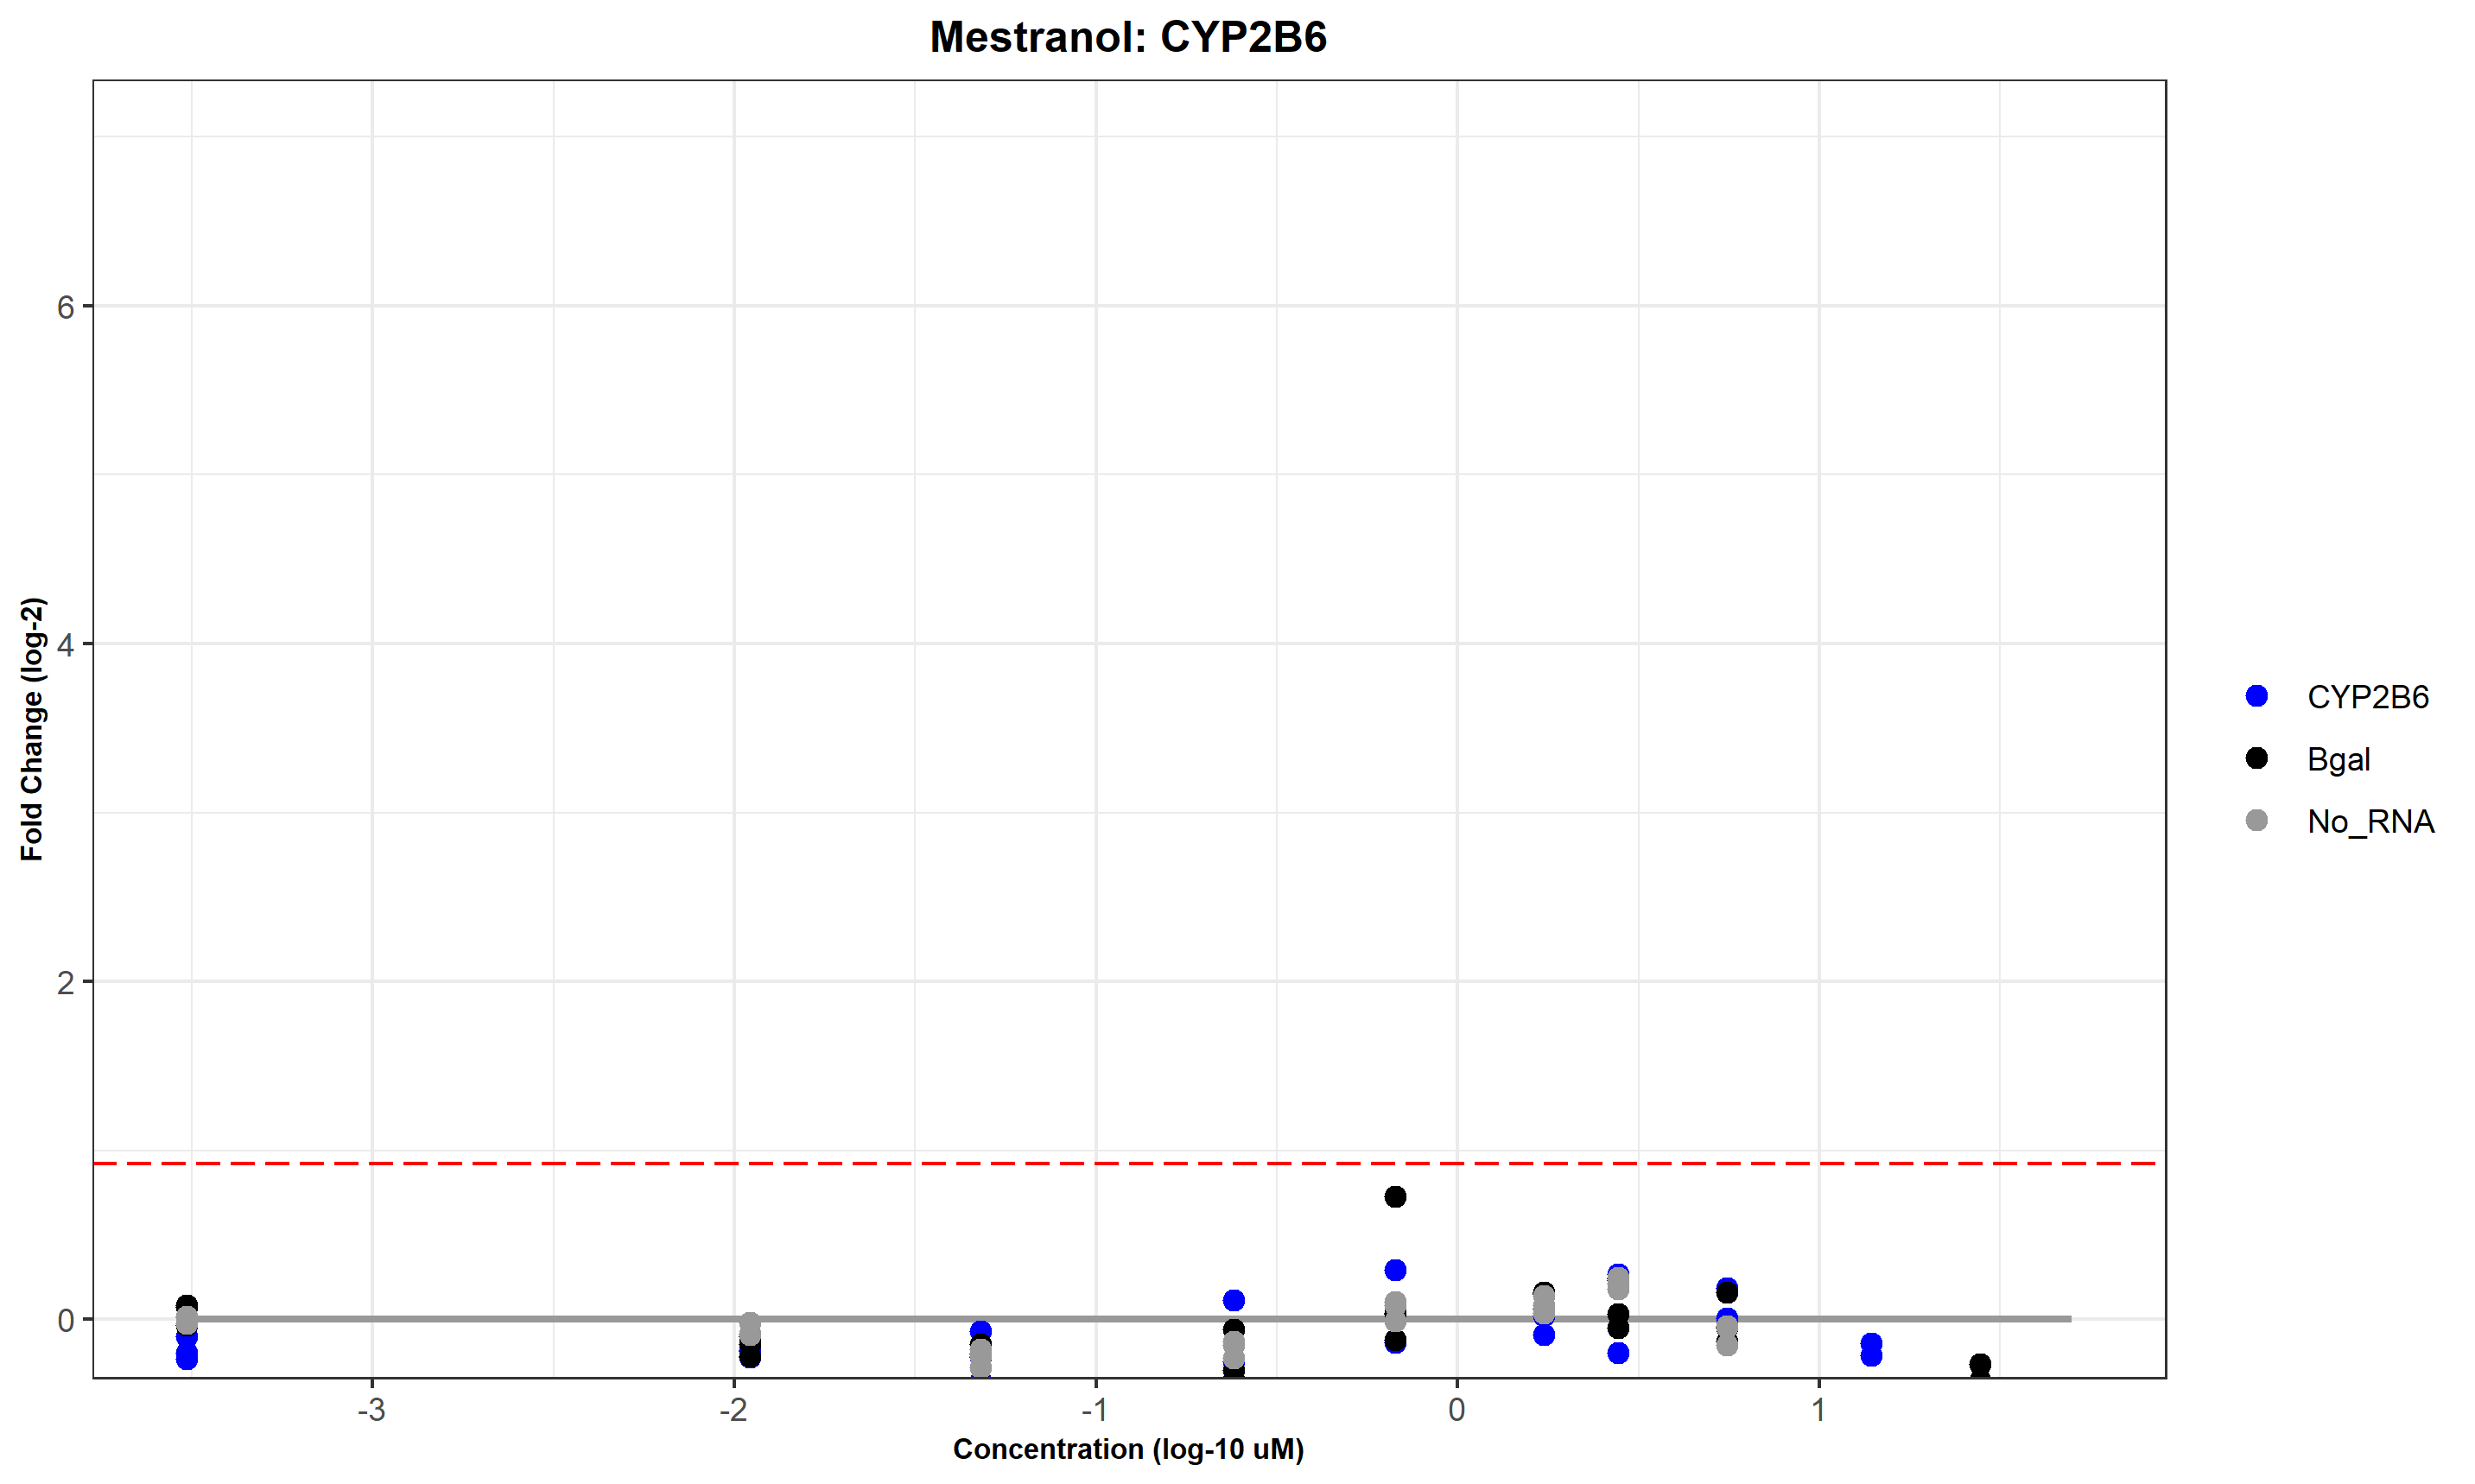 Mestranol: CYP2B6
Fold Change (log-2)
6
4
2
0
-3
-2
-1
0
1
Concentration (log-10 uM)
CYP2B6
Bgal
No_RNA